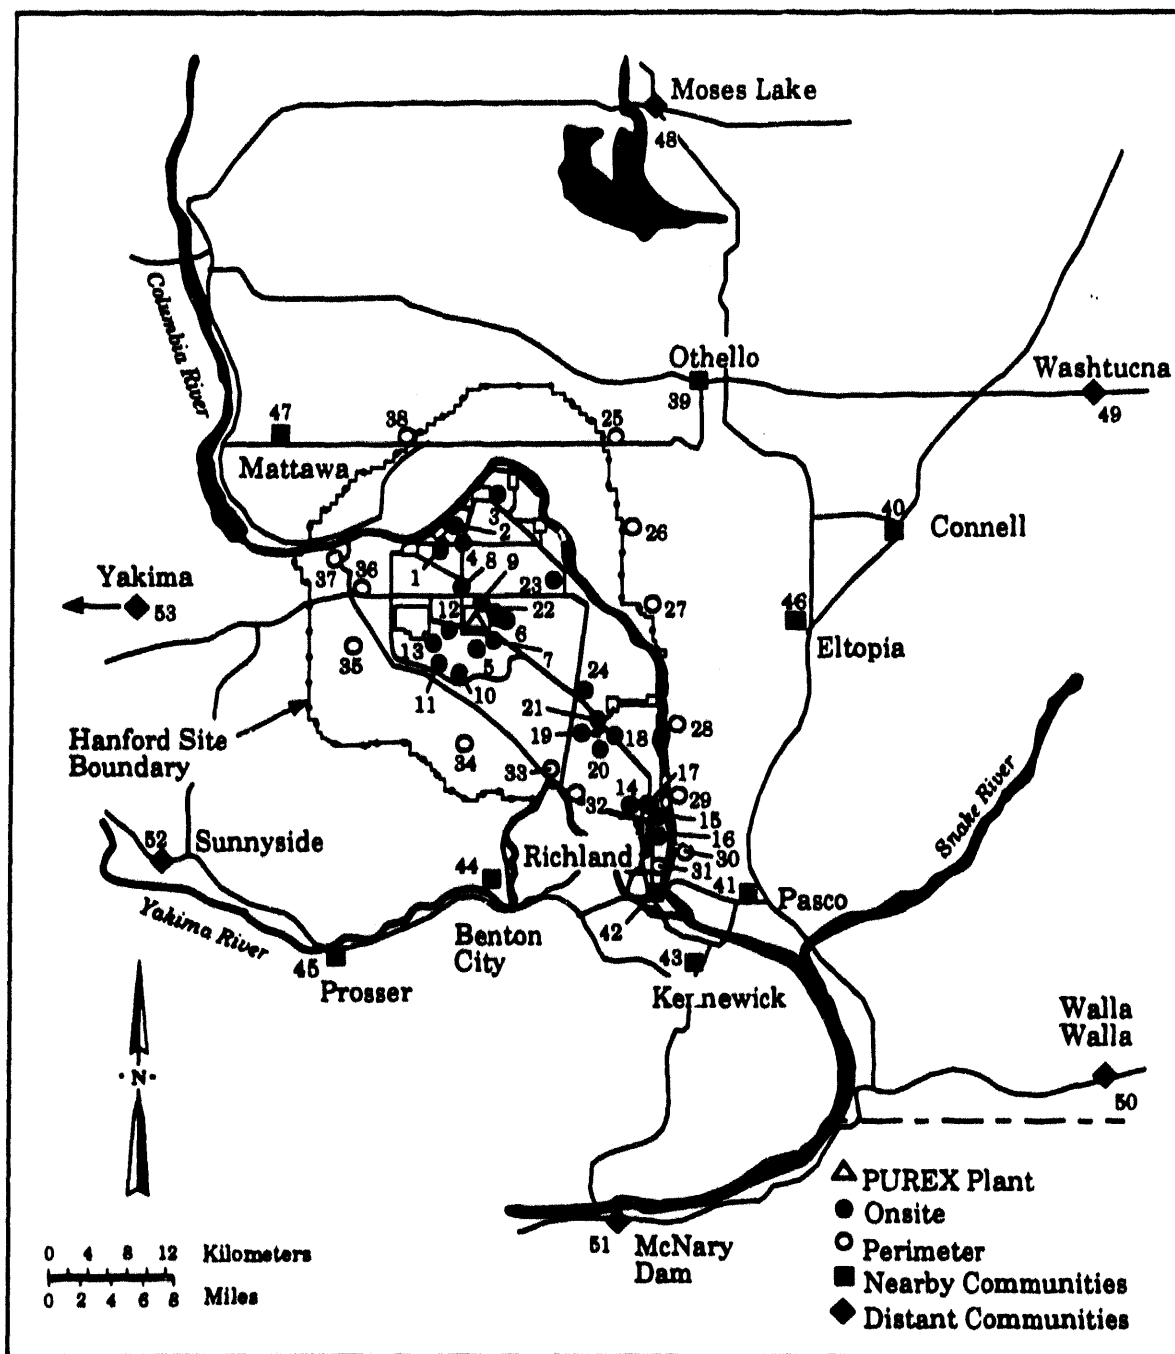 Moses Lake
48
Columbia River
Othello
39
Washtucna
49
47
Mattawa
38
25
3
2
26
40
Connell
1
4
8
9
23
37
36
Yakima
53
12
22
27
46
Eltopia
13
5
6
7
35
11
10
24
21
19
18
28
20
Hanford Site
Boundary
34
33
32
14
17
29
15
16
30
31
Snake River
52
Sunnyside
Richland
44
41
Pasco
Yakima River
42
Benton
City
43
Kennewick
45
Prosser
Walla
Walla
50
N
PUREX Plant
Onsite
Perimeter
Nearby Communities
Distant Communities
51
McNary
Dam
0 4 8 12 Kilometers
0 2 4 6 8 Miles